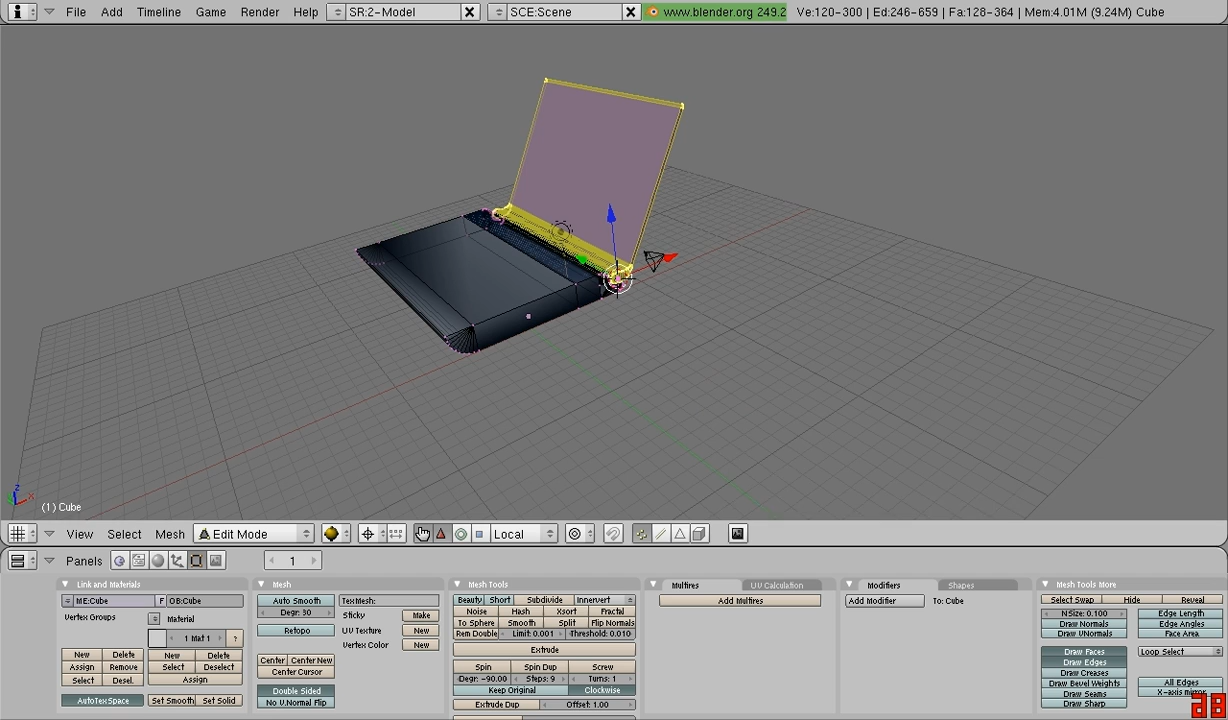 File Add Timeline Game Render Help SR:2-Model SCE:Scene www.blender.org 249.2 Ve:120-300 | Ed:246-659 | Fa:128-364 | Mem:4.01M (9.24M) Cube
z
x
(1) Cube
View Select Mesh Edit Mode Local
Panels 1
Link and Materials Mesh Mesh Tools Multires UV Calculation Modifiers Shapes Mesh Tools More
ME:Cube F OB:Cube Auto Smooth TexMesh: Beauty Short Subdivide Innervert Add Multires Add Modifier To: Cube Select Swap Hide Reveal
Degr: 30 Noise Hash Xsort Fractal NSize: 0.100 Edge Length
Vertex Groups Material Sticky Make To Sphere Smooth Split Flip Normals Draw Normals Edge Angles
1 Mat 1 ? Retopo UV Texture New Rem Double Limit: 0.001 Threshold: 0.010 Draw VNormals Face Area
Vertex Color New Extrude
New Delete New Delete Center Center New Draw Faces Loop Select
Assign Remove Select Deselect Center Cursor Spin Spin Dup Screw Draw Edges
Select Desel. Assign Degr: -90.00 Steps: 9 Turns: 1 Draw Creases
Double Sided Keep Original Clockwise Draw Bevel Weights All Edges
AutoTexSpace Set Smooth Set Solid No V.Normal Flip Extrude Dup Offset: 1.00 Draw Seams X-axis mirror
Draw Sharp
28